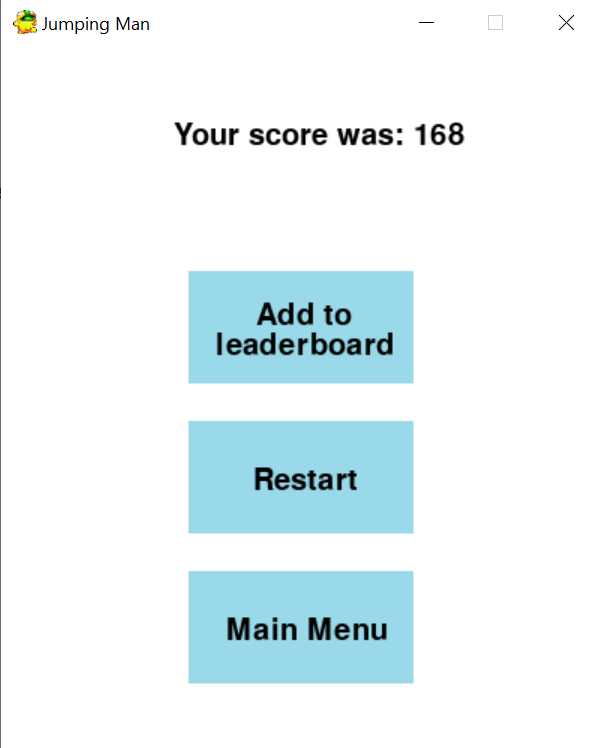 Jumping Man
Your score was: 168
Add to
leaderboard
Restart
Main Menu